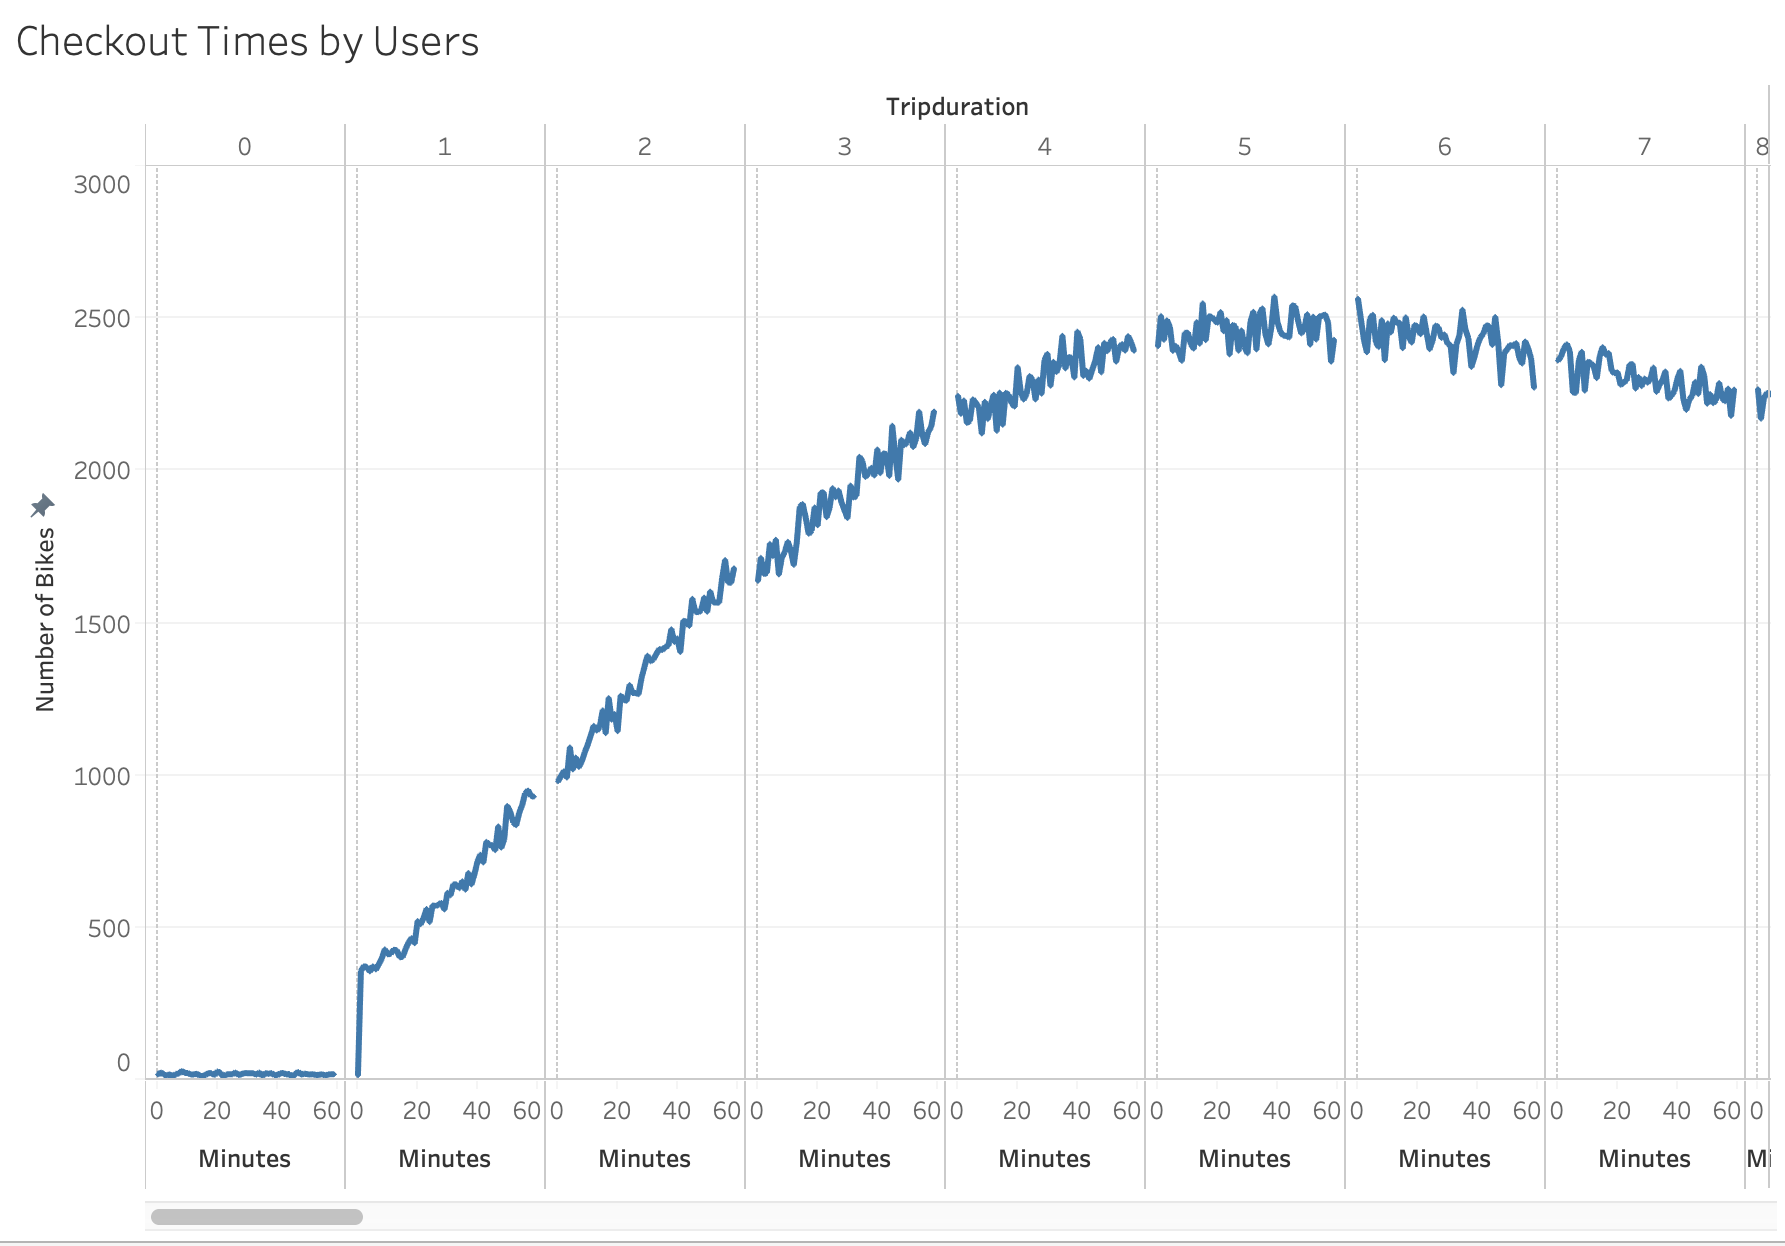 Checkout Times by Users
Tripduration
0 1 2 3 4 5 6 7 8
3000
2500
2000
1500
1000
500
0
Number of Bikes
0 20 40 60 0 20 40 60 0 20 40 60 0 20 40 60 0 20 40 60 0 20 40 60 0 20 40 60 0 20 40 60 0
Minutes Minutes Minutes Minutes Minutes Minutes Minutes Minutes Mi